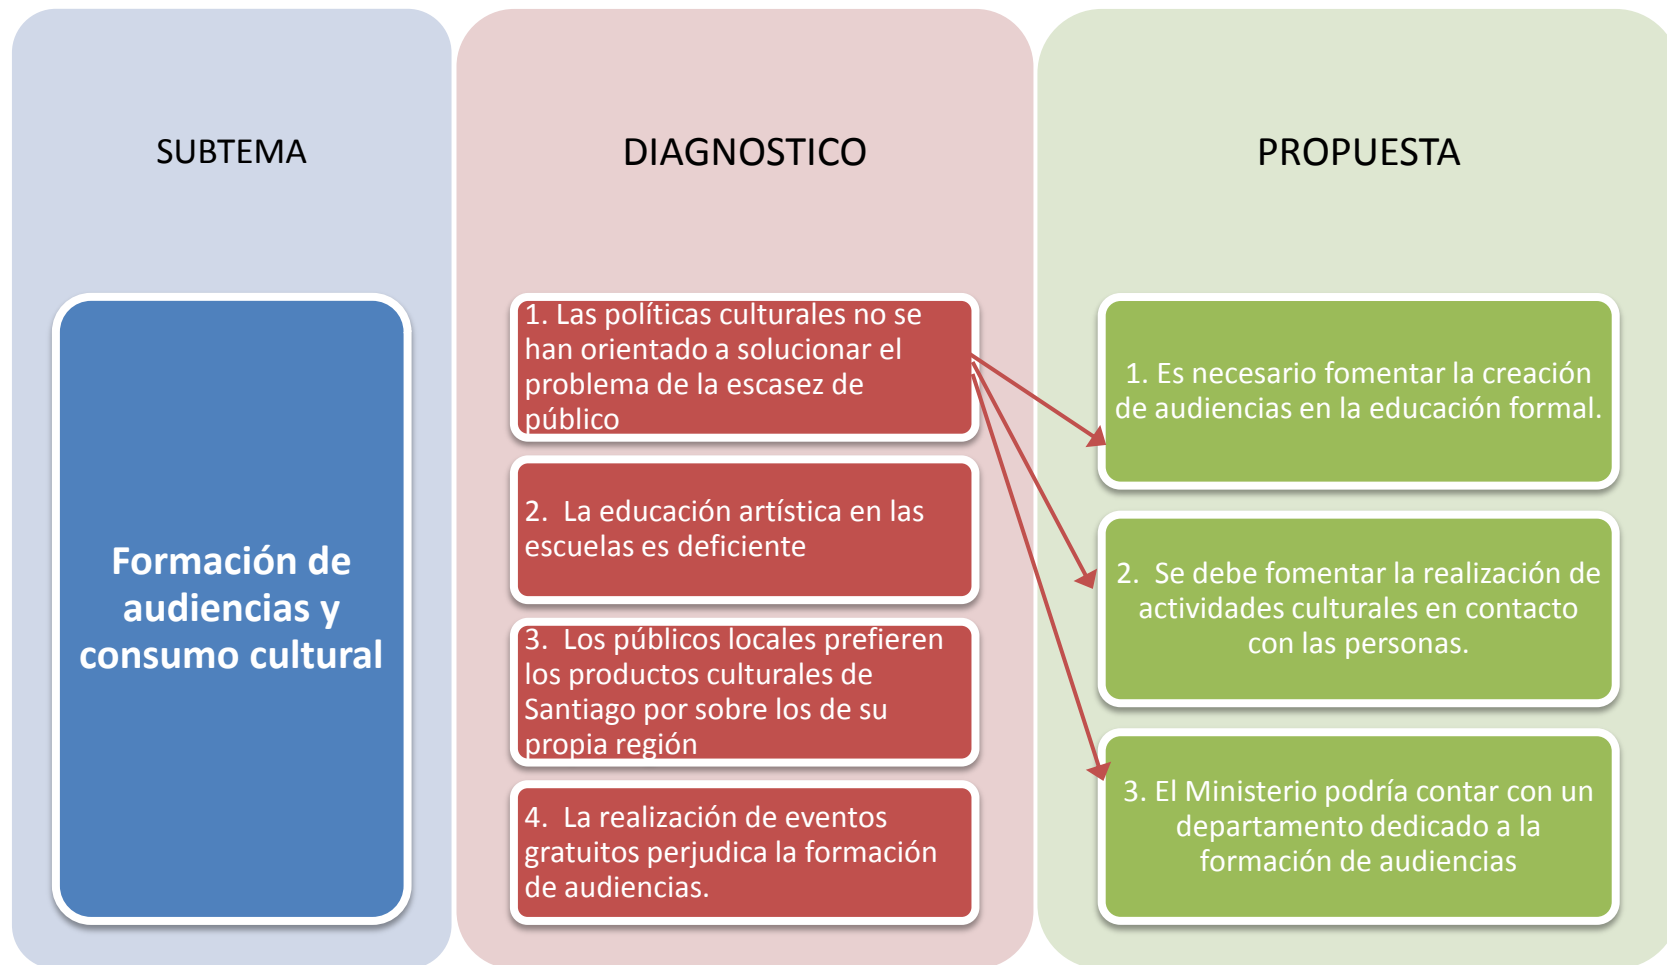 SUBTEMA
Formación de
audiencias y
consumo cultural
DIAGNOSTICO
1. Las políticas culturales no se
han orientado a solucionar el
problema de la escasez de
público
2. La educación artística en las
escuelas es deficiente
3. Los públicos locales prefieren
los productos culturales de
Santiago por sobre los de su
propia región
4. La realización de eventos
gratuitos perjudica la formación
de audiencias.
PROPUESTA
1. Es necesario fomentar la creación
de audiencias en la educación formal.
2. Se debe fomentar la realización de
actividades culturales en contacto
con las personas.
3. El Ministerio podría contar con un
departamento dedicado a la
formación de audiencias